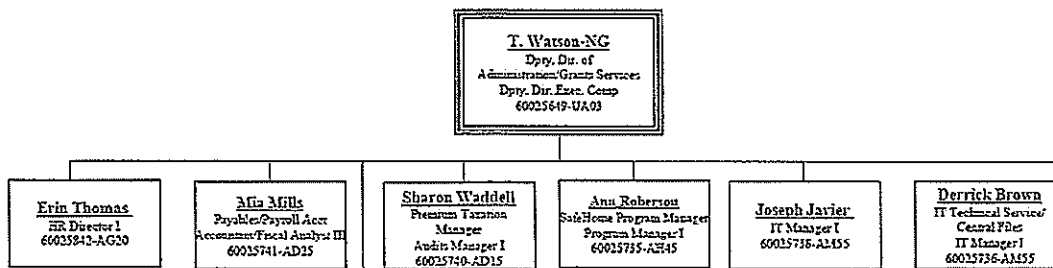 T. Watson-NG
Dpty. Dir. of
Administration/Grants Services
Dpty. Dir. Exec. Comp
60025649-UA03
Erin Thomas
HR Director I
60025842-AG20
Mia Mills
Payables/Payroll Acct
Accountant/Fiscal Analyst III
60025741-AD25
Sharon Waddell
Premium Taxation
Manager
Audits Manager I
60025740-AD15
Ann Roberson
SafeHome Program Manager
Program Manager I
60025735-AH45
Joseph Javier
IT Manager I
60025738-AM55
Derrick Brown
IT Technical Service/
Central Files
IT Manager I
60025736-AM55